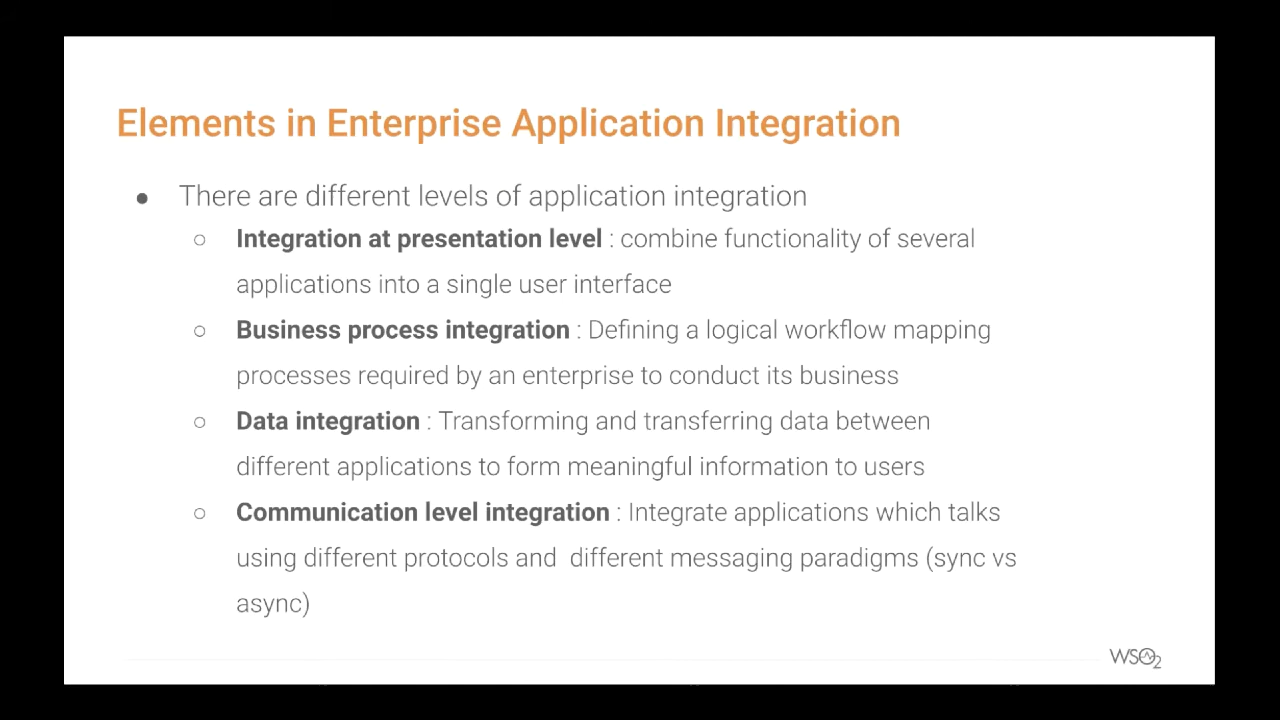 Elements in Enterprise Application Integration
● There are different levels of application integration
○ Integration at presentation level : combine functionality of several
applications into a single user interface
○ Business process integration : Defining a logical workflow mapping
processes required by an enterprise to conduct its business
○ Data integration : Transforming and transferring data between
different applications to form meaningful information to users
○ Communication level integration : Integrate applications which talks
using different protocols and  different messaging paradigms (sync vs
async)
WSO2